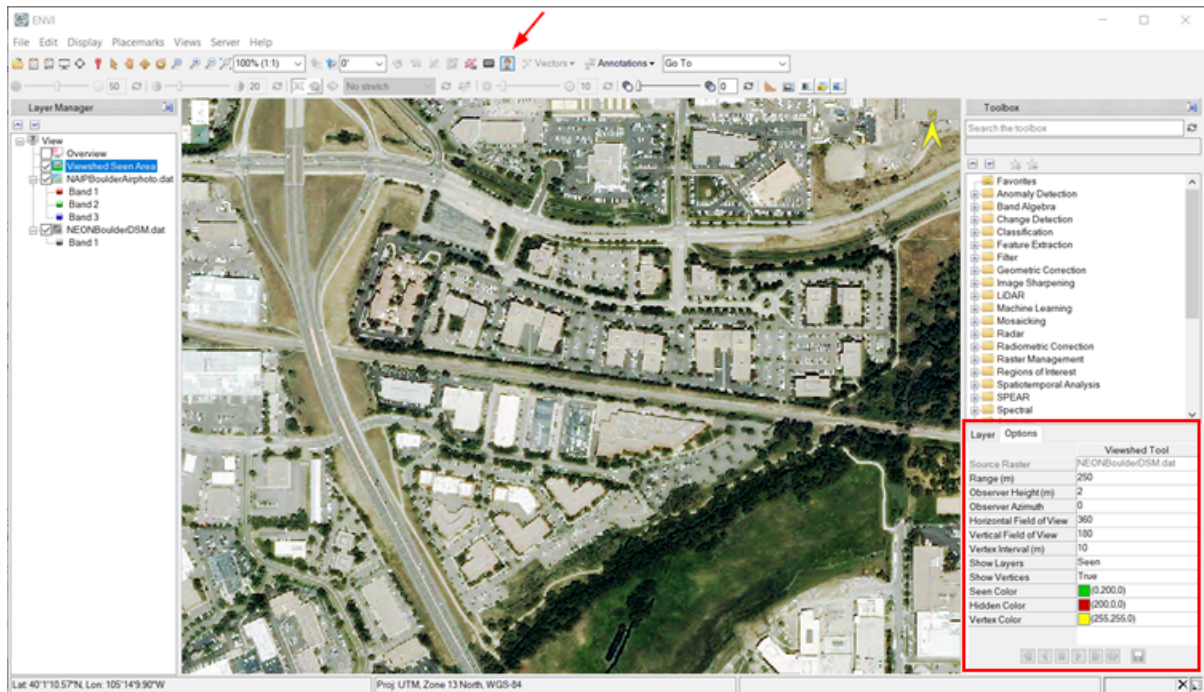 ENVI
File Edit Display Placemarks Views Server Help
100% (1:1) 0° Vectors Annotations Go To
50 20 No stretch 10 0
Layer Manager
View
Overview
Viewshed Seen Area
NAIPBoulderAirphoto.dat
Band 1
Band 2
Band 3
NEONBoulderDSM.dat
Band 1
N
Toolbox
Search the toolbox
Favorites
Anomaly Detection
Band Algebra
Change Detection
Classification
Feature Extraction
Filter
Geometric Correction
Image Sharpening
LiDAR
Machine Learning
Mosaicking
Radar
Radiometric Correction
Raster Management
Regions of Interest
Spatiotemporal Analysis
SPEAR
Spectral
Layer Options
Viewshed Tool
Source Raster NEONBoulderDSM.dat
Range (m) 250
Observer Height (m) 2
Observer Azimuth 0
Horizontal Field of View 360
Vertical Field of View 180
Vertex Interval (m) 10
Show Layers Seen
Show Vertices True
Seen Color (0,200,0)
Hidden Color (200,0,0)
Vertex Color (255,255,0)
Lat: 40°1'10.57"N, Lon: 105°14'9.90"W Proj: UTM, Zone 13 North, WGS-84